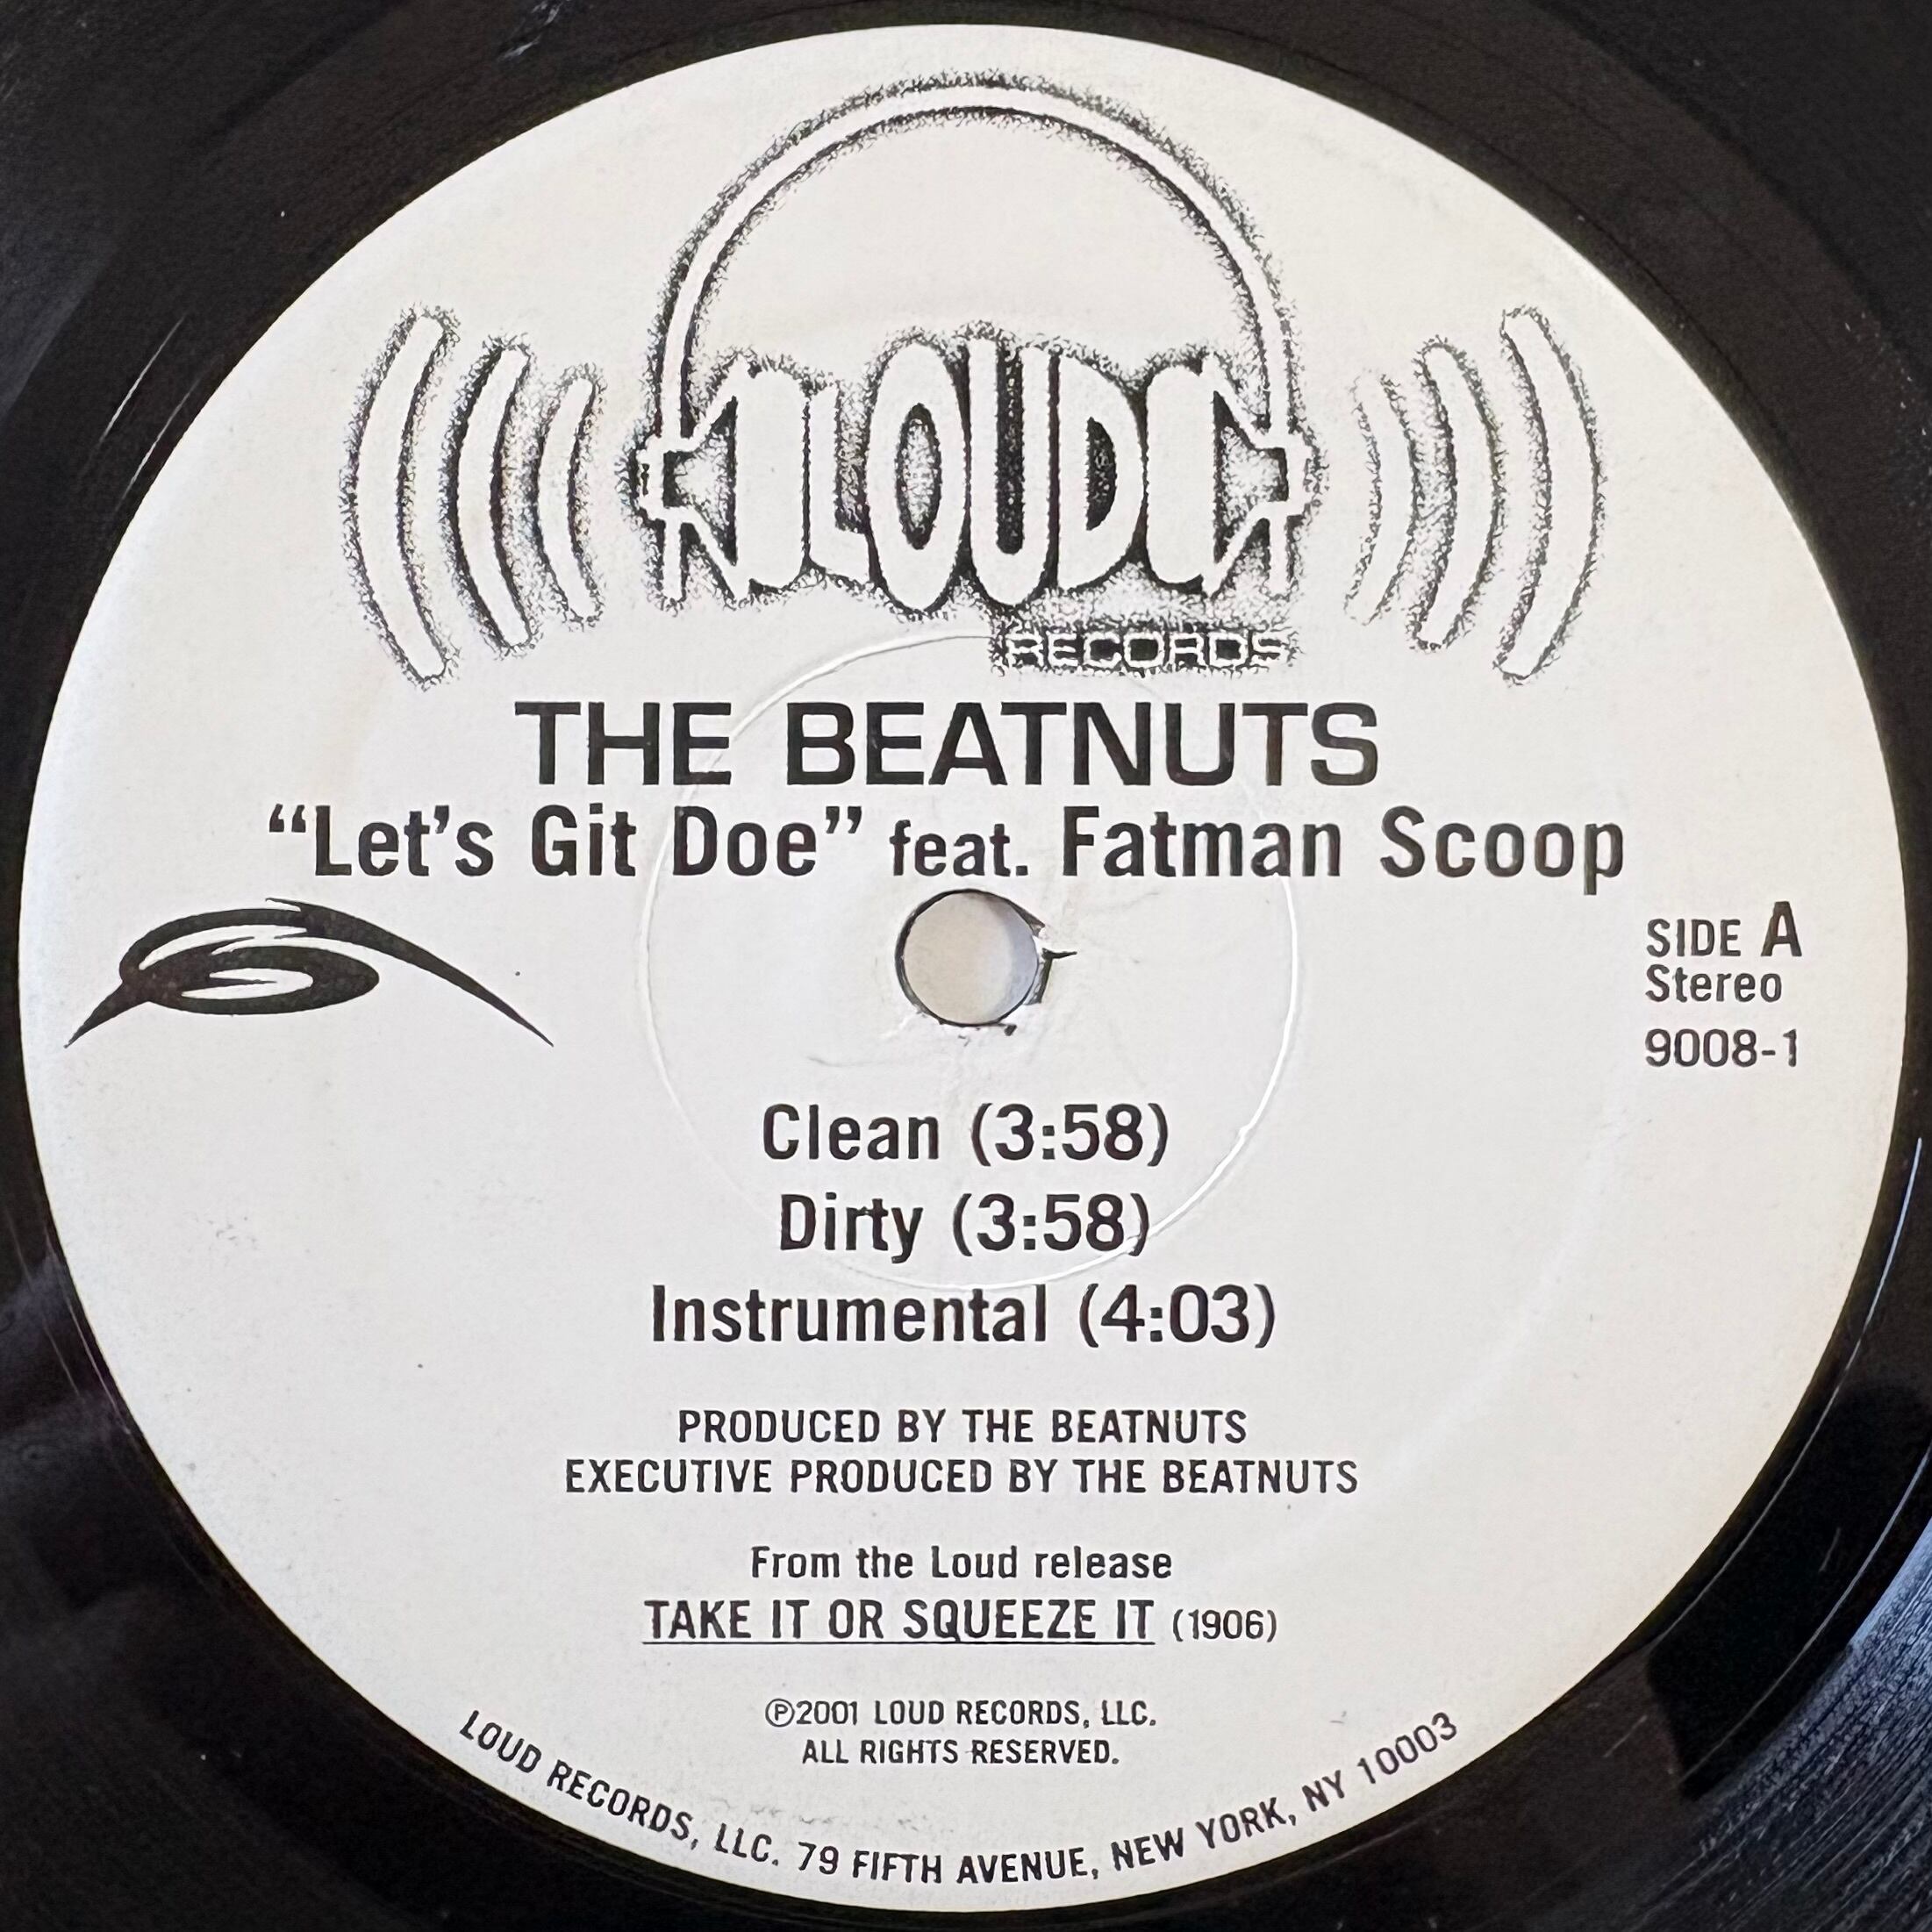 LOUD
RECORDS
THE BEATNUTS
“Let’s Git Doe” feat. Fatman Scoop
SIDE A
Stereo
9008-1
Clean (3:58)
Dirty (3:58)
Instrumental (4:03)
PRODUCED BY THE BEATNUTS
EXECUTIVE PRODUCED BY THE BEATNUTS
From the Loud release
TAKE IT OR SQUEEZE IT (1906)
℗2001 LOUD RECORDS, LLC.
ALL RIGHTS RESERVED.
LOUD RECORDS, LLC. 79 FIFTH AVENUE, NEW YORK, NY 10003